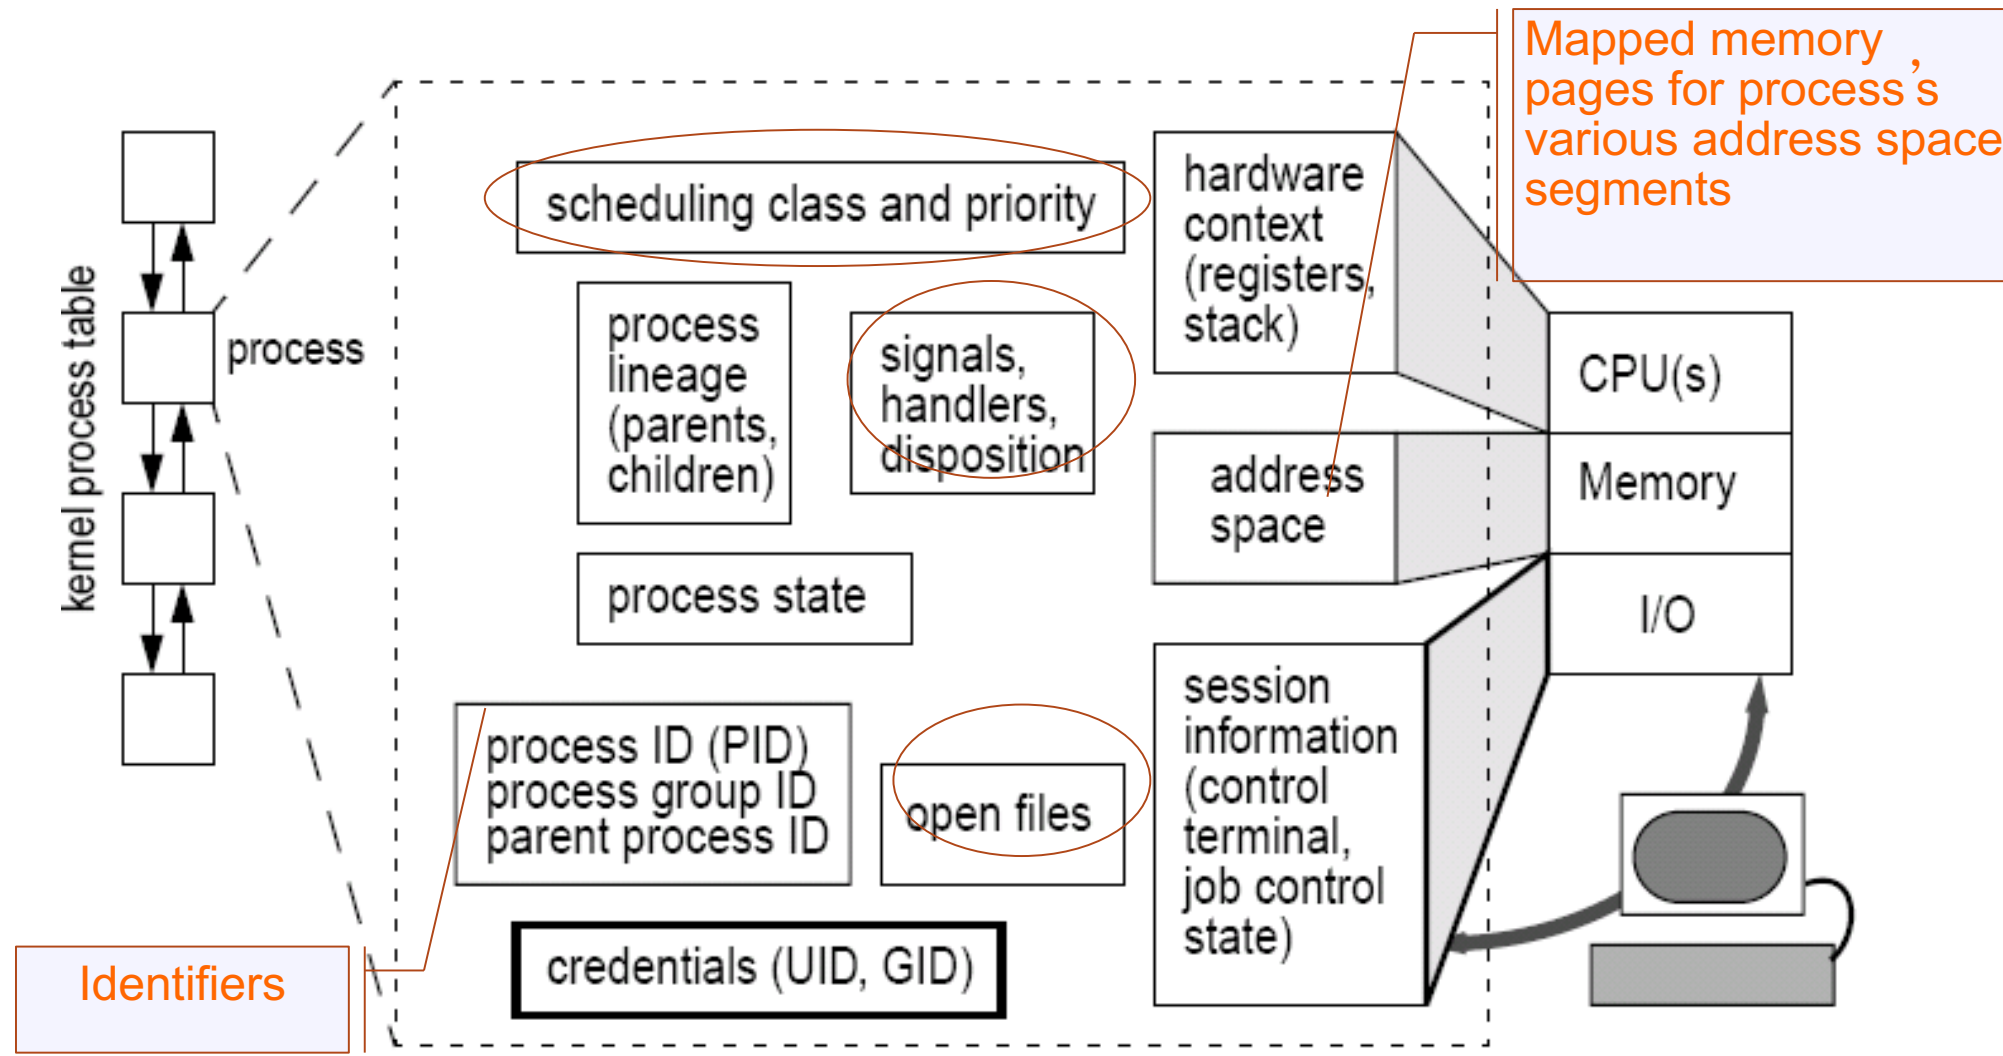 Mapped memory
pages for process's
various address space
segments
kernel process table
process
scheduling class and priority
process
lineage
(parents,
children)
signals,
handlers,
disposition
hardware
context
(registers,
stack)
CPU(s)
address
space
Memory
process state
I/O
process ID (PID)
process group ID
parent process ID
open files
session
information
(control
terminal,
job control
state)
Identifiers
credentials (UID, GID)